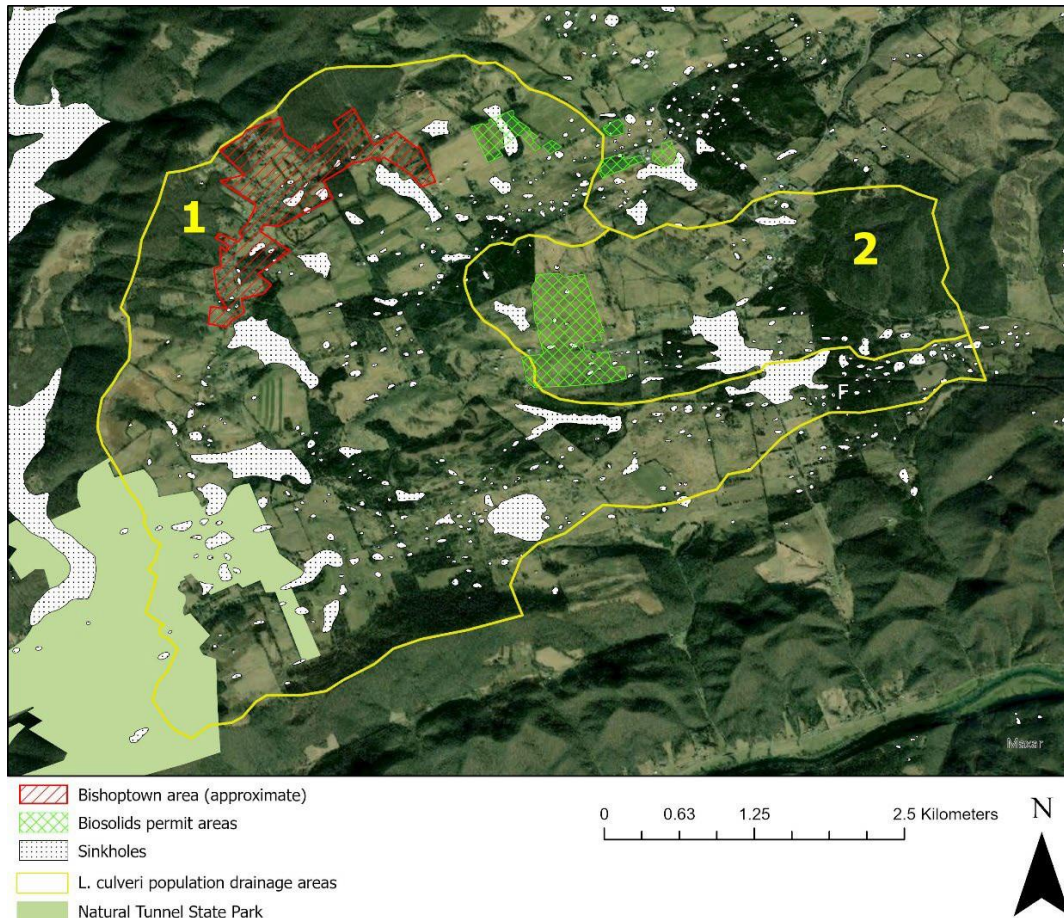 1
2
F
Maxar
Bishoptown area (approximate)
Biosolids permit areas
Sinkholes
L. culveri population drainage areas
Natural Tunnel State Park
0 0.63 1.25 2.5 Kilometers
N